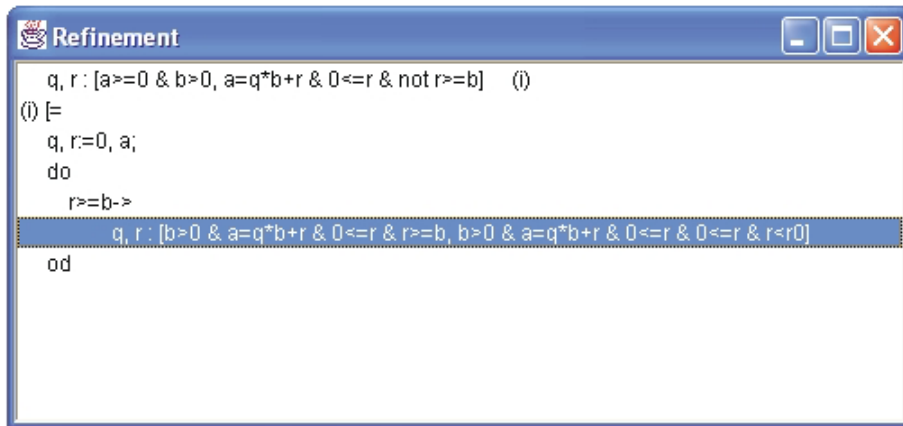 Refinement
q, r : [a>=0 & b>0, a=q*b+r & 0<=r & not r>=b] (i)
(i) [=
q, r:=0, a;
do
r>=b->
q, r : [b>0 & a=q*b+r & 0<=r & r>=b, b>0 & a=q*b+r & 0<=r & 0<=r & r<r0]
od